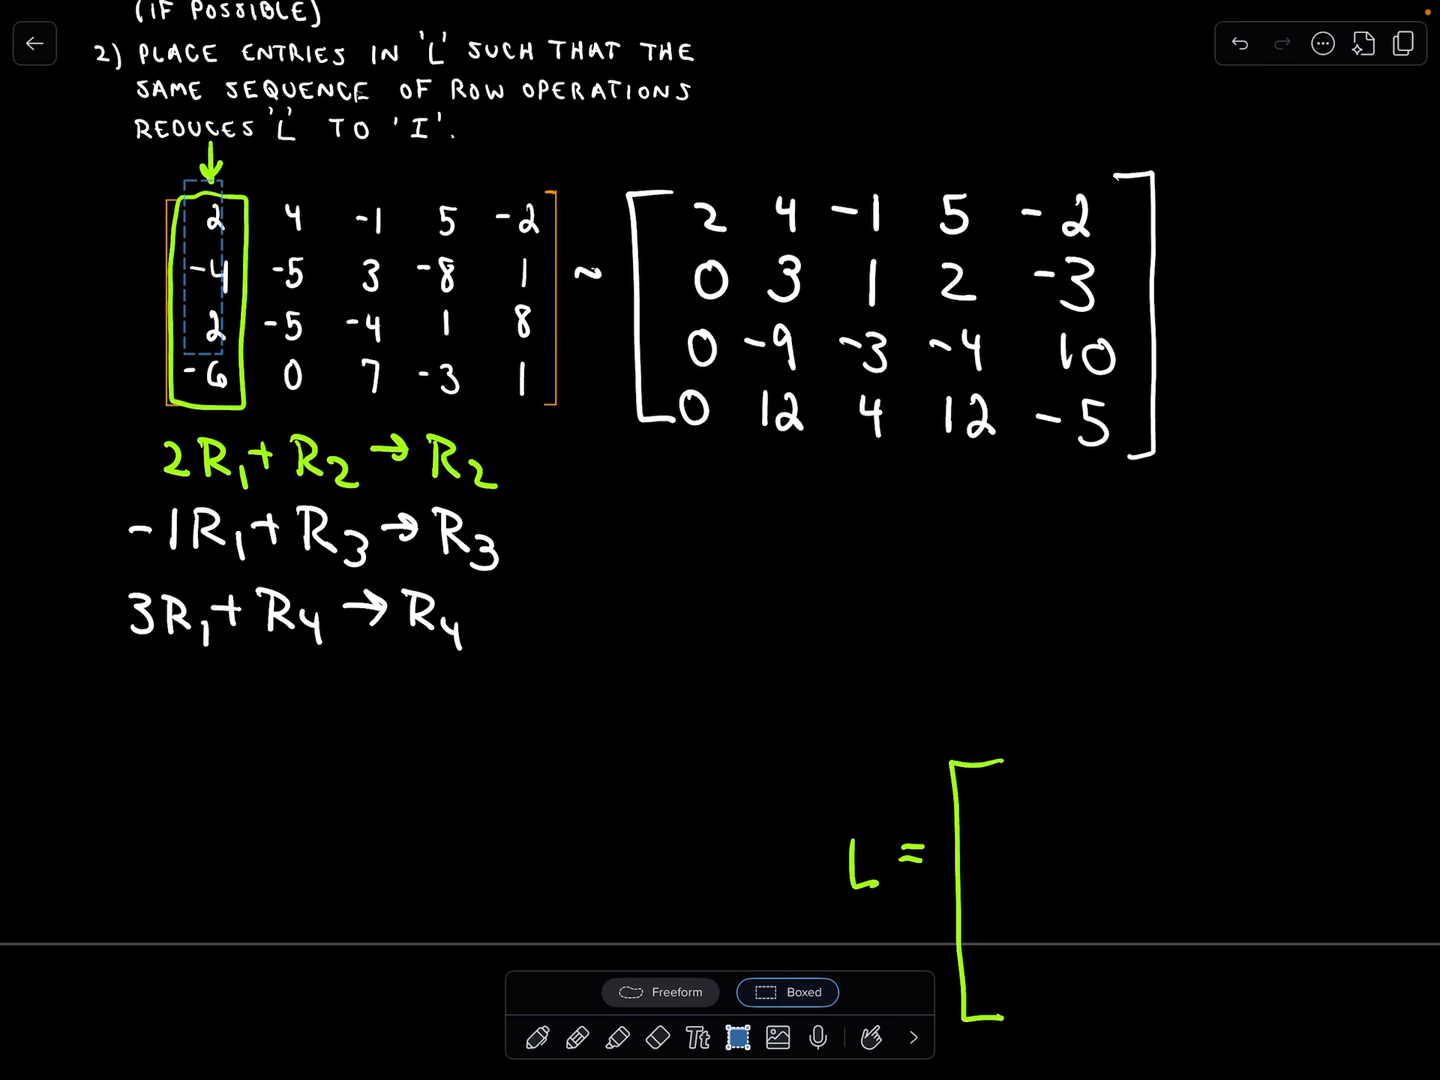 (IF POSSIBLE)
2) PLACE ENTRIES IN 'L' SUCH THAT THE
SAME SEQUENCE OF ROW OPERATIONS
REDUCES 'L' TO 'I'.
2 4 -1 5 -2
-4 -5 3 -8 1
2 -5 -4 1 8
-6 0 7 -3 1
~
2 4 -1 5 -2
0 3 1 2 -3
0 -9 -3 -4 10
0 12 4 12 -5
2R₁ + R₂ → R₂
-1R₁ + R₃ → R₃
3R₁ + R₄ → R₄
L = [
Freeform Boxed
Tt